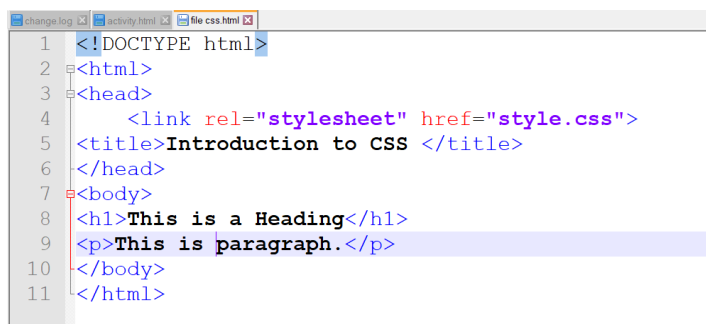 change.log activity.html file css.html
1 <!DOCTYPE html>
2 <html>
3 <head>
4 <link rel="stylesheet" href="style.css">
5 <title>Introduction to CSS </title>
6 </head>
7 <body>
8 <h1>This is a Heading</h1>
9 <p>This is paragraph.</p>
10 </body>
11 </html>